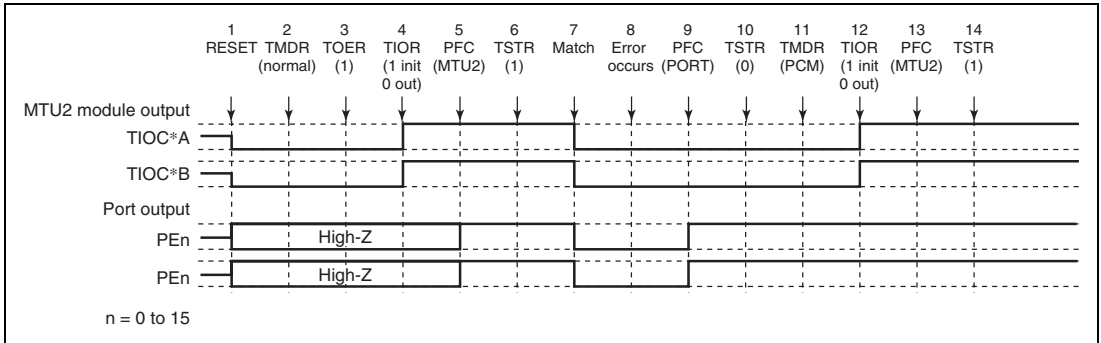 1 2 3 4 5 6 7 8 9 10 11 12 13 14
RESET TMDR TOER TIOR PFC TSTR Match Error PFC TSTR TMDR TIOR PFC TSTR
(normal) (1) (1 init (MTU2) (1) occurs (PORT) (0) (PCM) (1 init (MTU2) (1)
0 out) 0 out)
MTU2 module output
TIOC*A
TIOC*B
Port output
PEn High-Z
PEn High-Z
n = 0 to 15